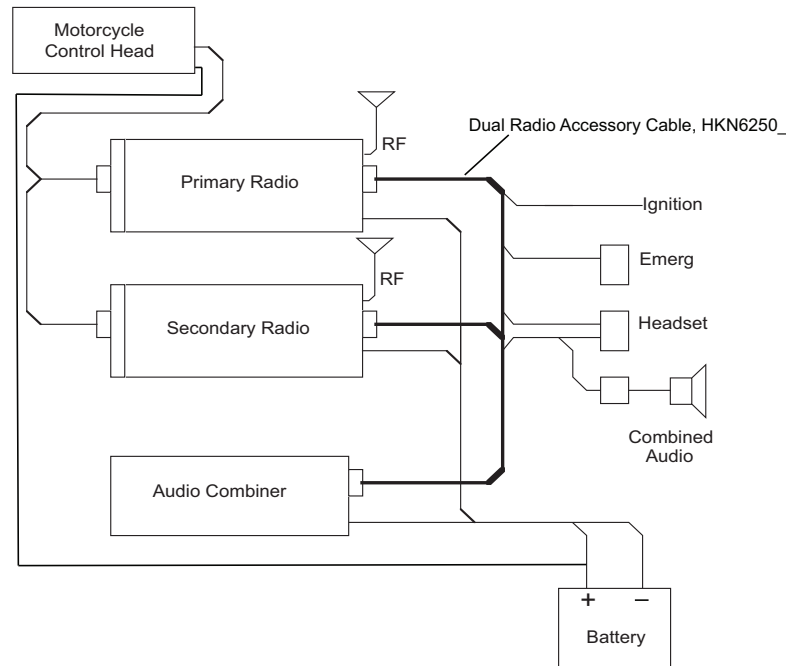 Motorcycle
Control Head
RF
Dual Radio Accessory Cable, HKN6250_
Primary Radio
Ignition
Emerg
RF
Secondary Radio
Headset
Combined
Audio
Audio Combiner
+ −
Battery